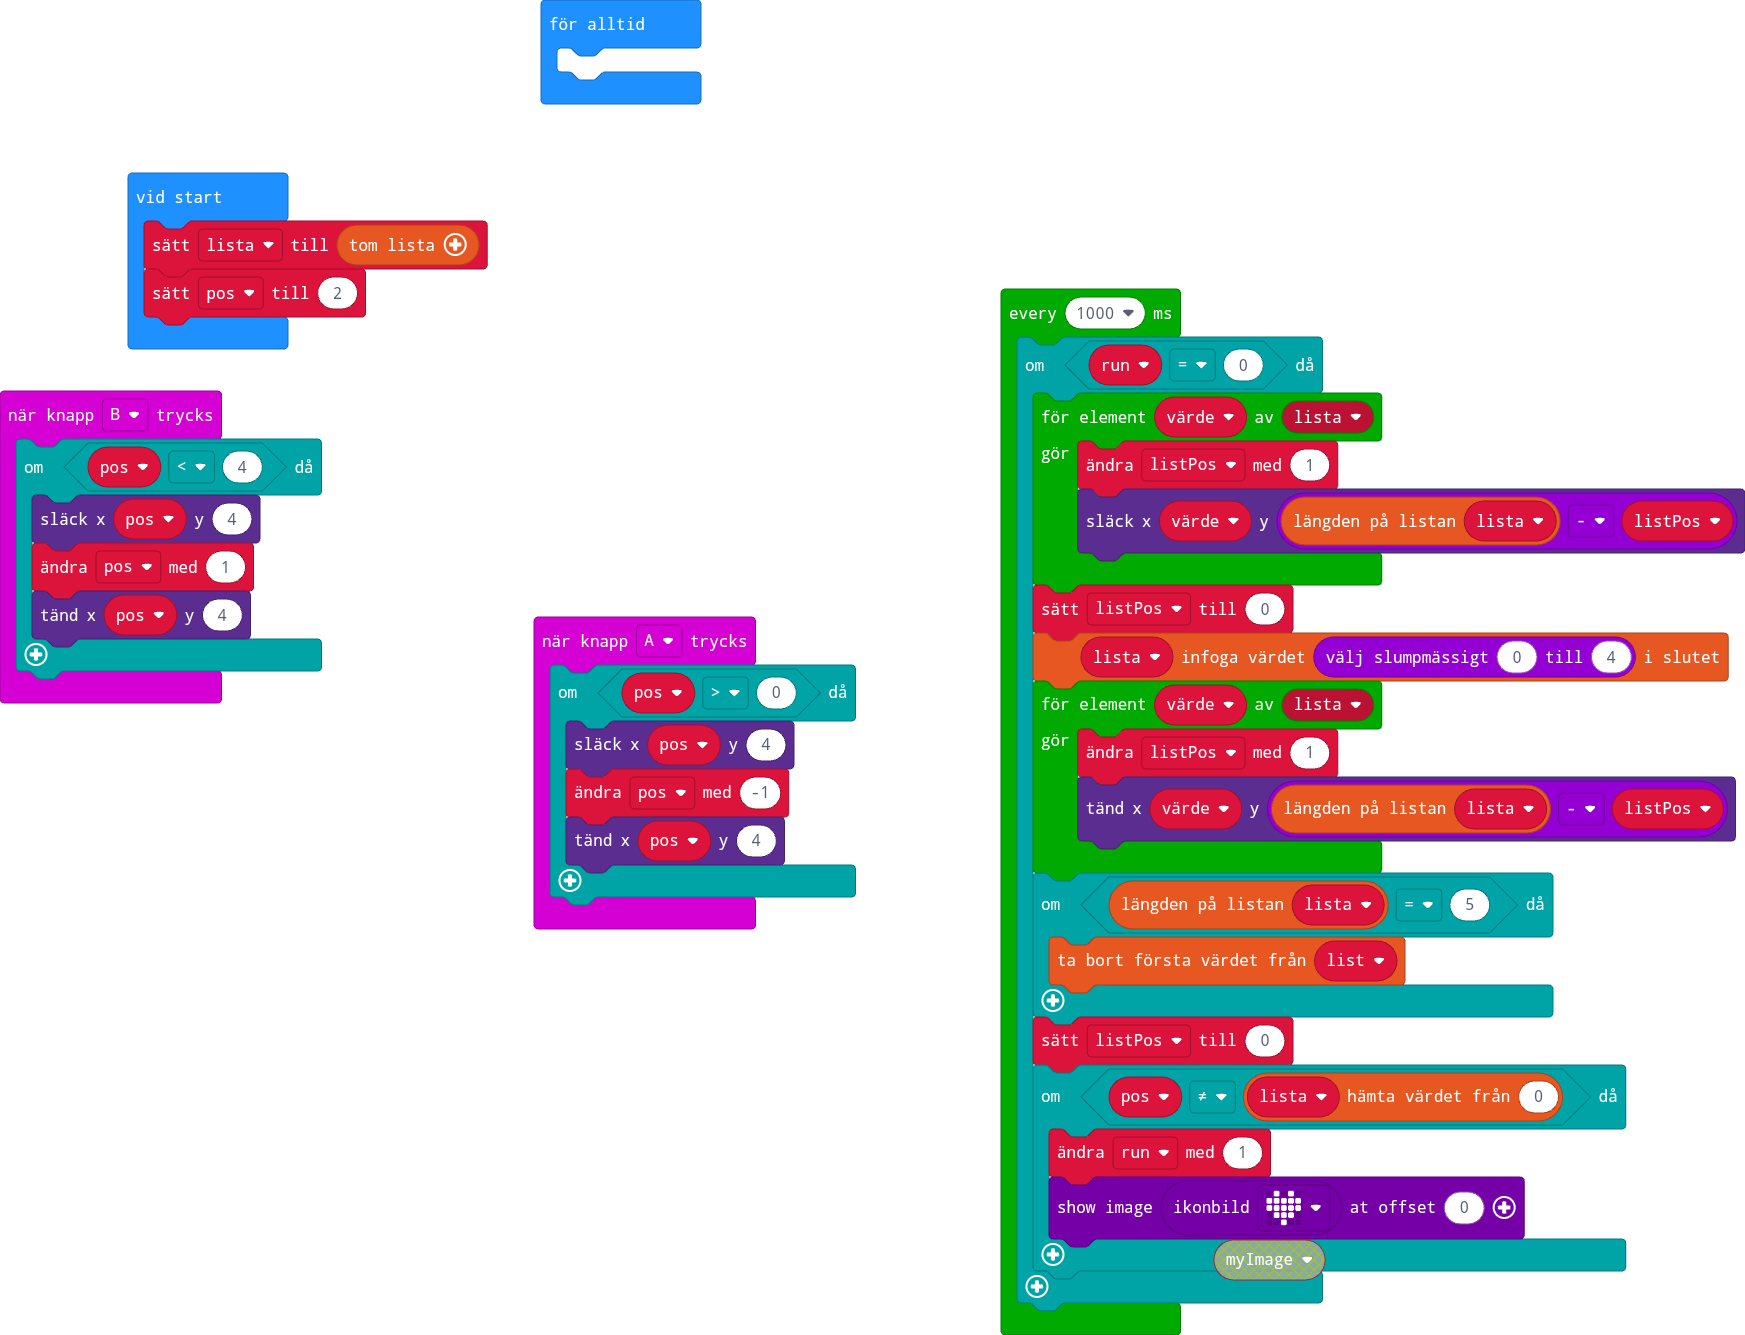 för alltid
vid start
sätt lista till tom lista
sätt pos till 2
när knapp B trycks
om pos < 4 då
släck x pos y 4
ändra pos med 1
tänd x pos y 4
när knapp A trycks
om pos > 0 då
släck x pos y 4
ändra pos med -1
tänd x pos y 4
every 1000 ms
om run = 0 då
för element värde av lista
gör
ändra listPos med 1
släck x värde y längden på listan lista - listPos
sätt listPos till 0
lista infoga värdet välj slumpmässigt 0 till 4 i slutet
för element värde av lista
gör
ändra listPos med 1
tänd x värde y längden på listan lista - listPos
om längden på listan lista = 5 då
ta bort första värdet från list
sätt listPos till 0
om pos ≠ lista hämta värdet från 0 då
ändra run med 1
show image ikonbild at offset 0
myImage